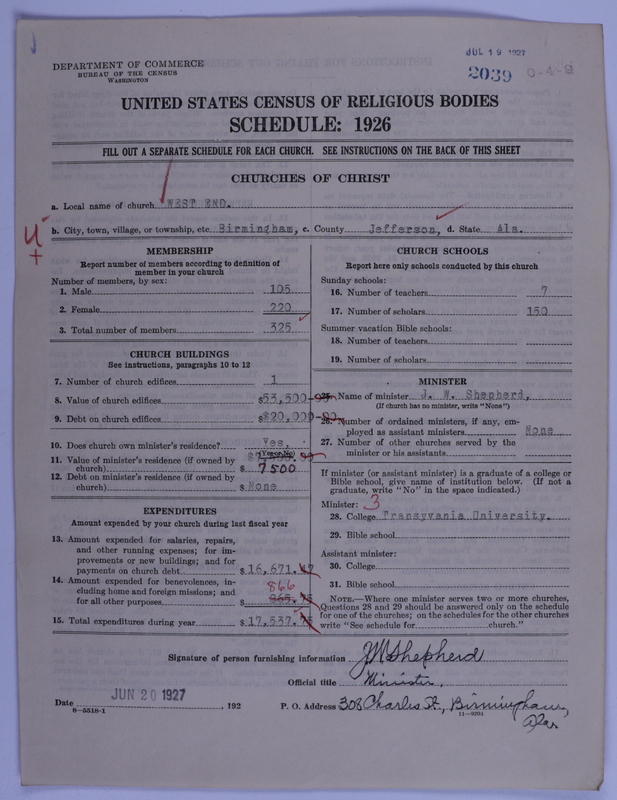 JUL 19 1927
DEPARTMENT OF COMMERCE
BUREAU OF THE CENSUS
WASHINGTON
2039 0-4-9
UNITED STATES CENSUS OF RELIGIOUS BODIES
SCHEDULE: 1926
FILL OUT A SEPARATE SCHEDULE FOR EACH CHURCH. SEE INSTRUCTIONS ON THE BACK OF THIS SHEET
CHURCHES OF CHRIST
a. Local name of church WEST END.
b. City, town, village, or township, etc Birmingham, c. County Jefferson, d. State Ala.
MEMBERSHIP
Report number of members according to definition of member in your church
Number of members, by sex:
1. Male 105
2. Female 220
3. Total number of members 325
CHURCH BUILDINGS
See instructions, paragraphs 10 to 12
7. Number of church edifices 1
8. Value of church edifices $53,500
9. Debt on church edifices $20,000
10. Does church own minister's residence? Yes.
(Yes or No)
11. Value of minister's residence (if owned by
church) $ 7500
12. Debt on minister's residence (if owned by
church) $ None
EXPENDITURES
Amount expended by your church during last fiscal year
13. Amount expended for salaries, repairs,
and other running expenses; for im-
provements or new buildings; and for
payments on church debt $16,671.
14. Amount expended for benevolences, in-
cluding home and foreign missions; and
for all other purposes $ 866
865.
15. Total expenditures during year $17,537.
CHURCH SCHOOLS
Report here only schools conducted by this church
Sunday schools:
16. Number of teachers 7
17. Number of scholars 150
Summer vacation Bible schools:
18. Number of teachers
19. Number of scholars
MINISTER
25. Name of minister J. W. Shepherd,
(If church has no minister, write "None")
26. Number of ordained ministers, if any, em-
ployed as assistant ministers None
27. Number of other churches served by the
minister or his assistants
If minister (or assistant minister) is a graduate of a college or
Bible school, give name of institution below. (If not a
graduate, write "No" in the space indicated.)
Minister: 3
28. College Transyvania University.
29. Bible school
Assistant minister:
30. College
31. Bible school
NOTE.—Where one minister serves two or more churches,
Questions 28 and 29 should be answered only on the schedule
for one of the churches; on the schedules for the other churches
write "See schedule for church."
Signature of person furnishing information J W Shepherd
Official title Minister.
Date JUN 20 1927, 192
P. O. Address 308 Charles St, Birmingham,
Ala.
8-5518-1
11-9204